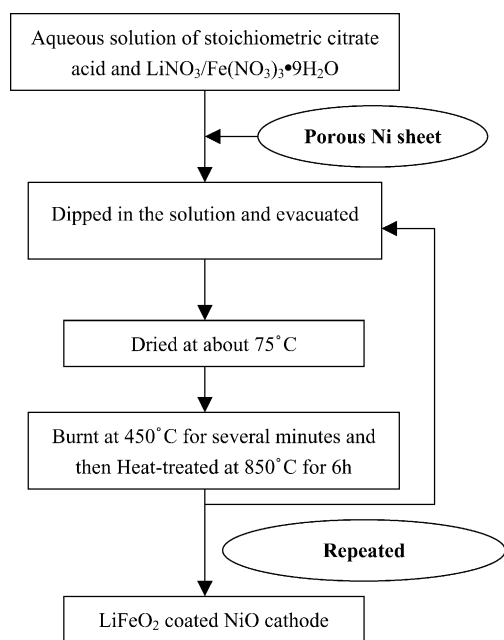 Aqueous solution of stoichiometric citrate
acid and LiNO₃/Fe(NO₃)₃•9H₂O
Porous Ni sheet
Dipped in the solution and evacuated
Dried at about 75˚C
Burnt at 450˚C for several minutes and
then Heat-treated at 850˚C for 6h
Repeated
LiFeO₂ coated NiO cathode